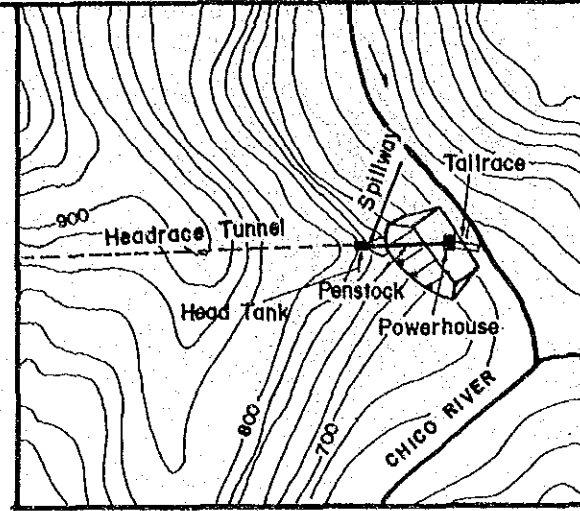 Spillway
Tailrace
900
Headrace Tunnel
Head Tank
Penstock
Powerhouse
800
700
CHICO RIVER